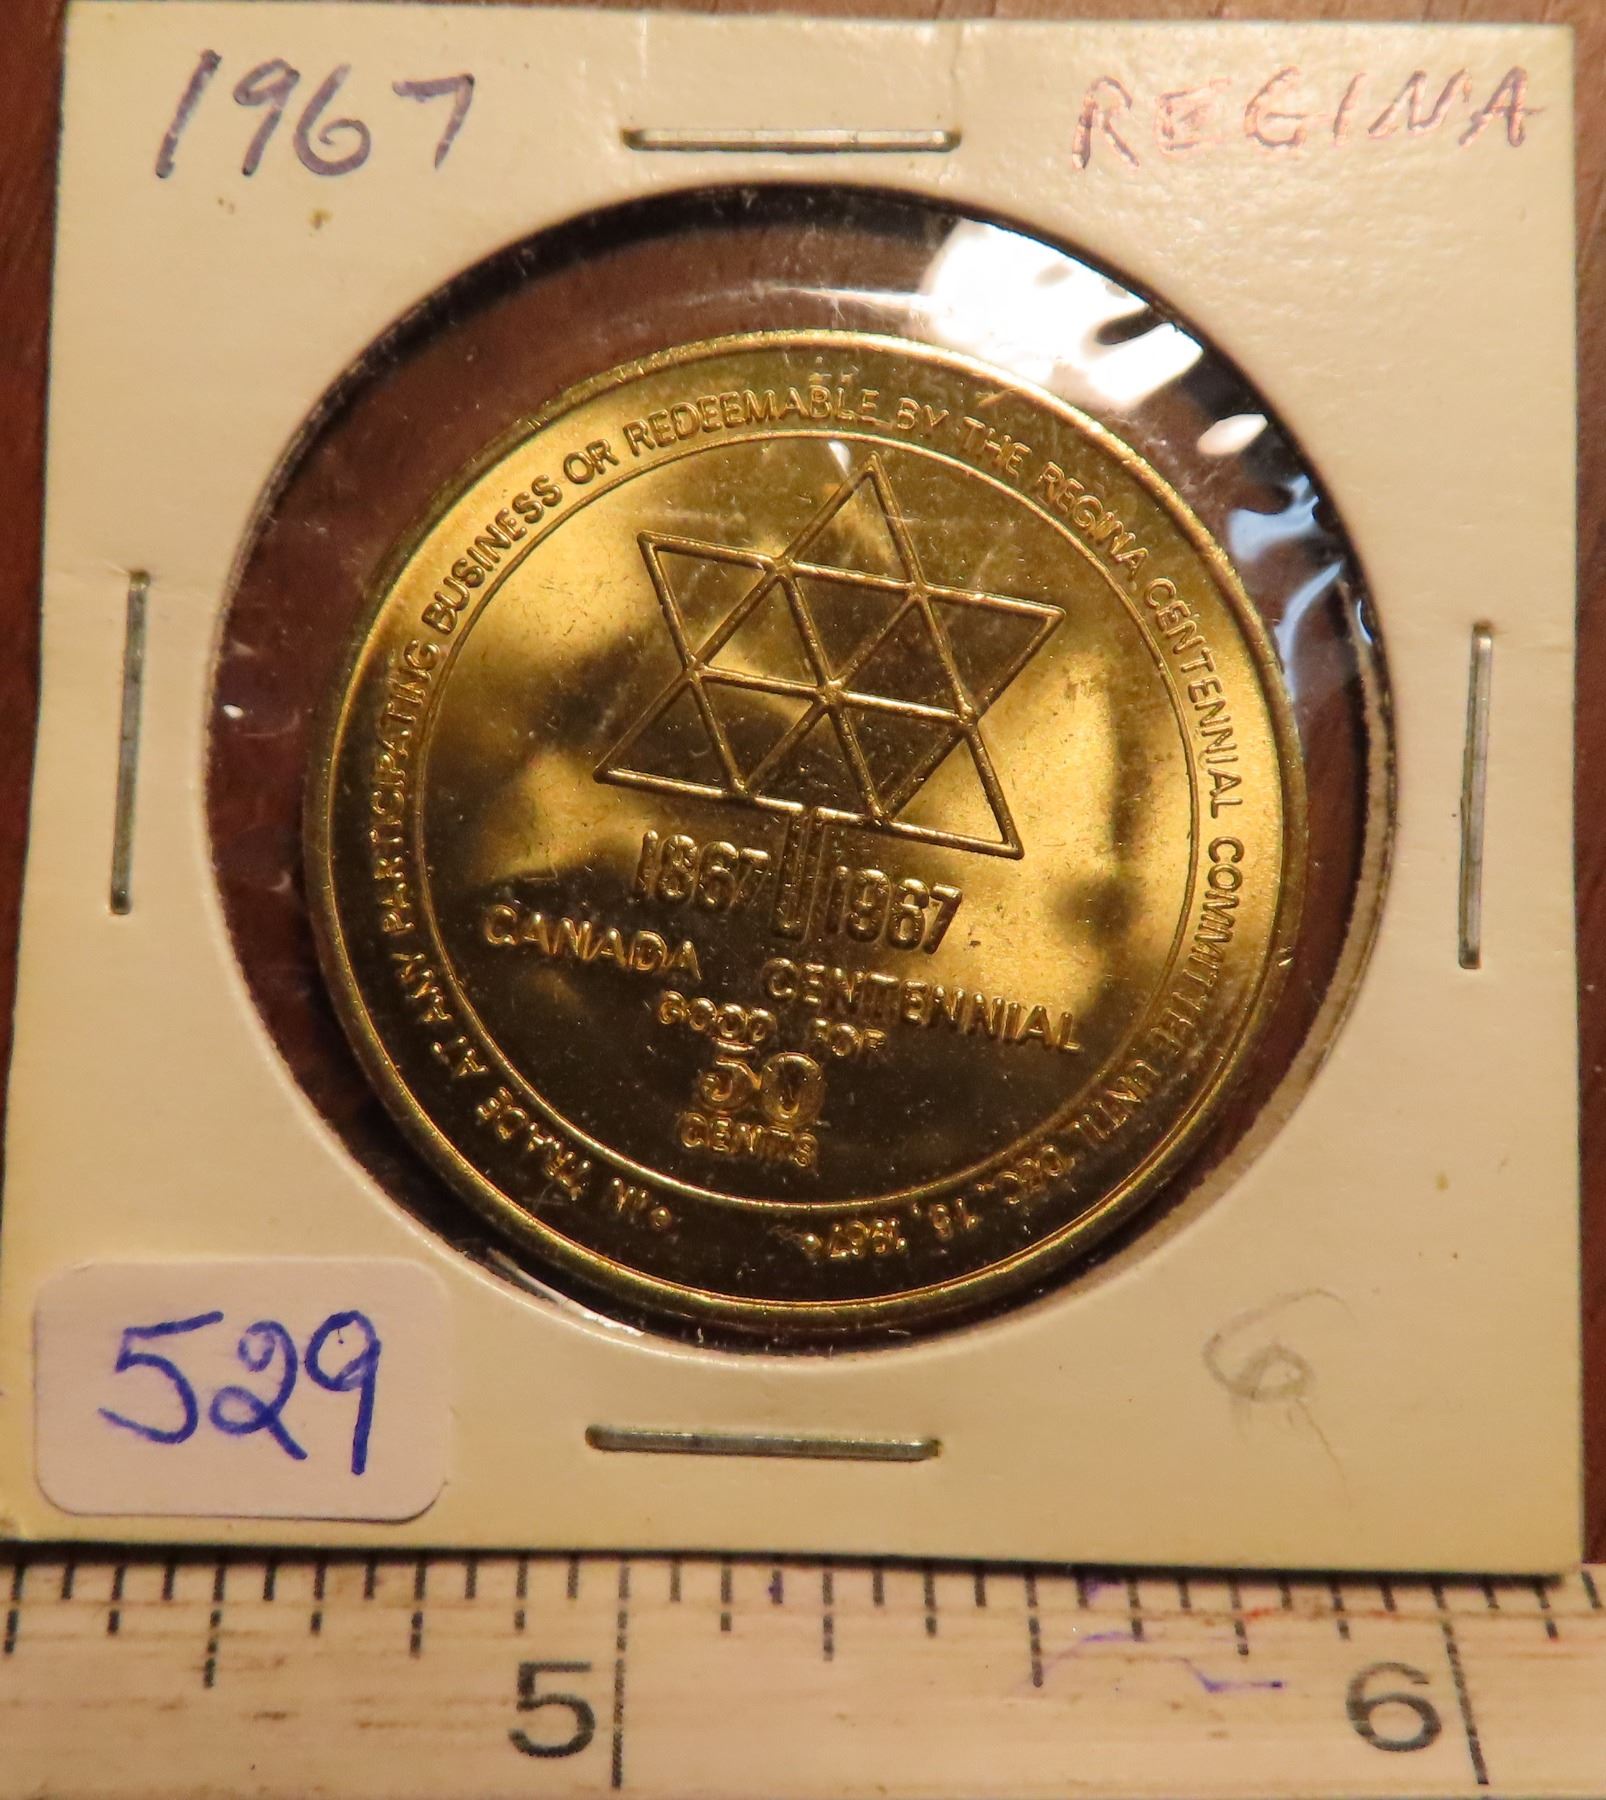 1967
REGINA
• IN TRADE AT ANY PARTICIPATING BUSINESS OR REDEEMABLE BY THE REGINA CENTENNIAL COMMITTEE UNTIL DEC., 15, 1967 •
1867 1967
CANADA CENTENNIAL
GOOD FOR
50
CENTS
529
5 6